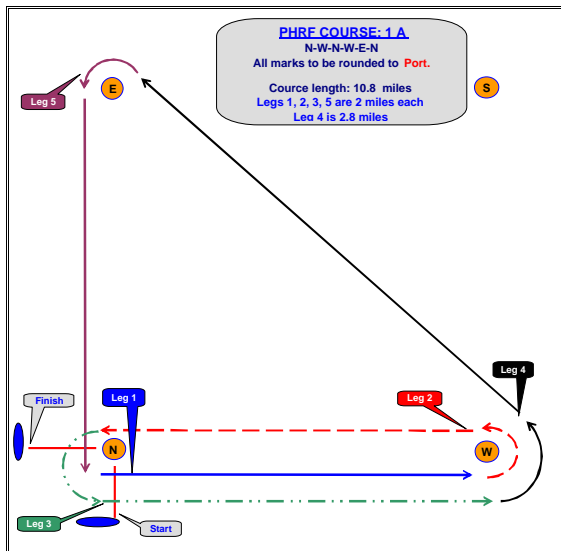 PHRF COURSE: 1 A
N-W-N-W-E-N
All marks to be rounded to Port.
Cource length: 10.8 miles
Legs 1, 2, 3, 5 are 2 miles each
Leg 4 is 2.8 miles
S
E
Leg 5
Leg 4
Finish
Leg 1
Leg 2
N
W
Leg 3
Start